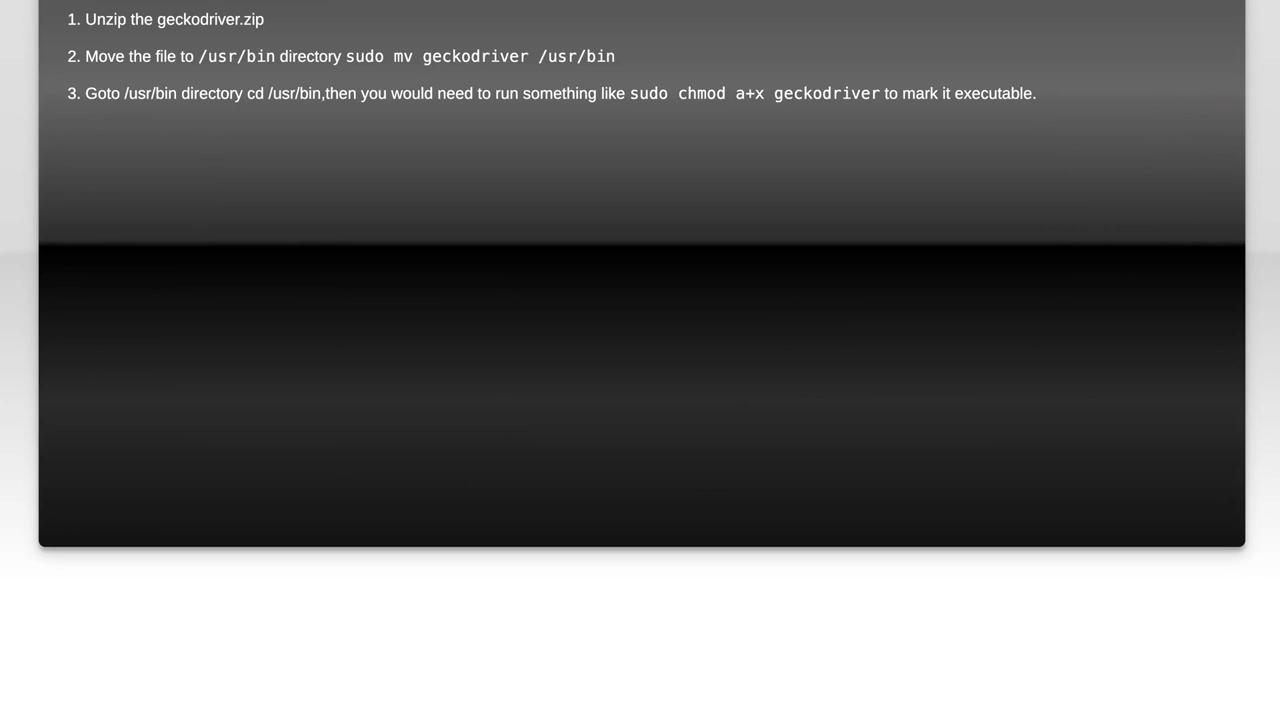 1. Unzip the geckodriver.zip
2. Move the file to /usr/bin directory sudo mv geckodriver /usr/bin
3. Goto /usr/bin directory cd /usr/bin,then you would need to run something like sudo chmod a+x geckodriver to mark it executable.